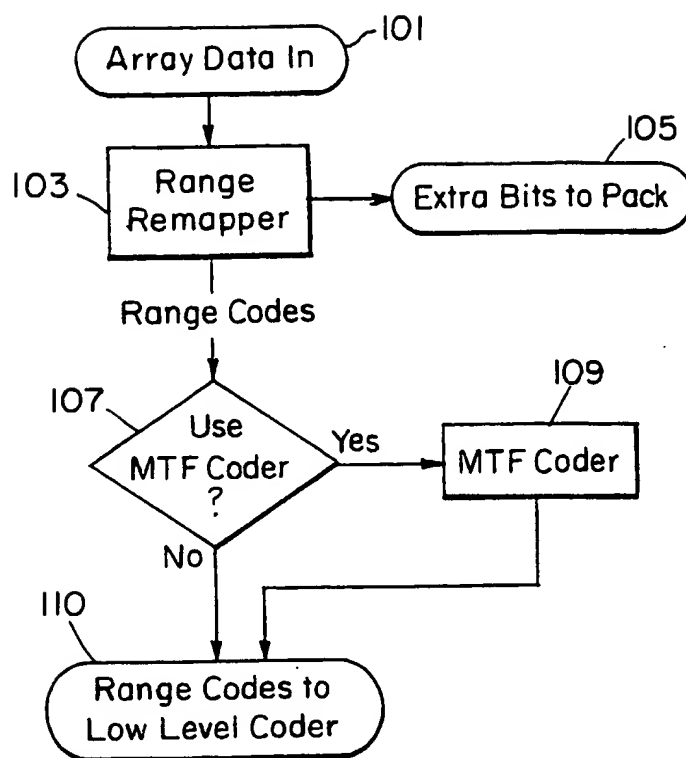 Array Data In
101
105
103
Range
Remapper
Extra Bits to Pack
Range Codes
107
109
Use
MTF Coder
?
Yes
MTF Coder
No
110
Range Codes to
Low Level Coder